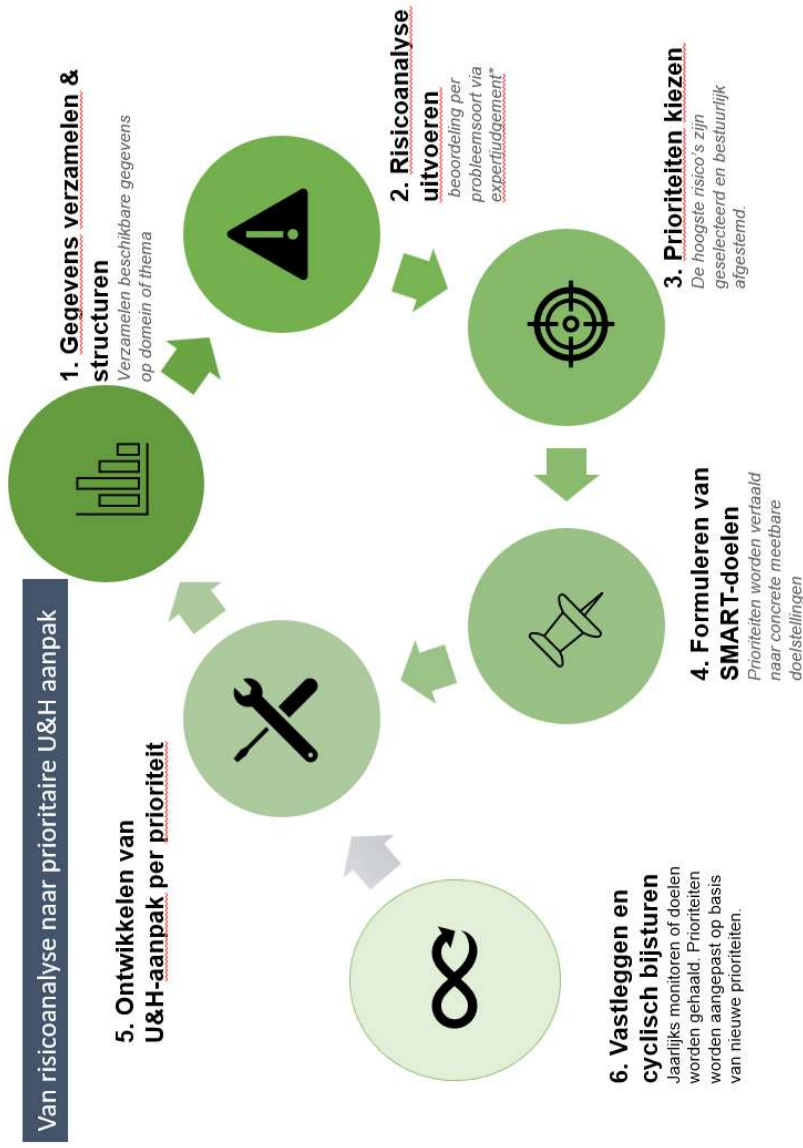 Van risicoanalyse naar prioritaire U&H aanpak
1. Gegevens verzamelen &
structuren
Verzamelen beschikbare gegevens
op domein of thema
2. Risicoanalyse
uitvoeren
beoordeling per
probleemsoort via
expertjudgement*
3. Prioriteiten kiezen
De hoogste risico's zijn
geselecteerd en bestuurlijk
afgestemd.
4. Formuleren van
SMART-doelen
Prioriteiten worden vertaald
naar concrete meetbare
doelstellingen
5. Ontwikkelen van
U&H-aanpak per prioriteit
6. Vastleggen en
cyclisch bijsturen
Jaarlijks monitoren of doelen
worden gehaald. Prioriteiten
worden aangepast op basis
van nieuwe prioriteiten.